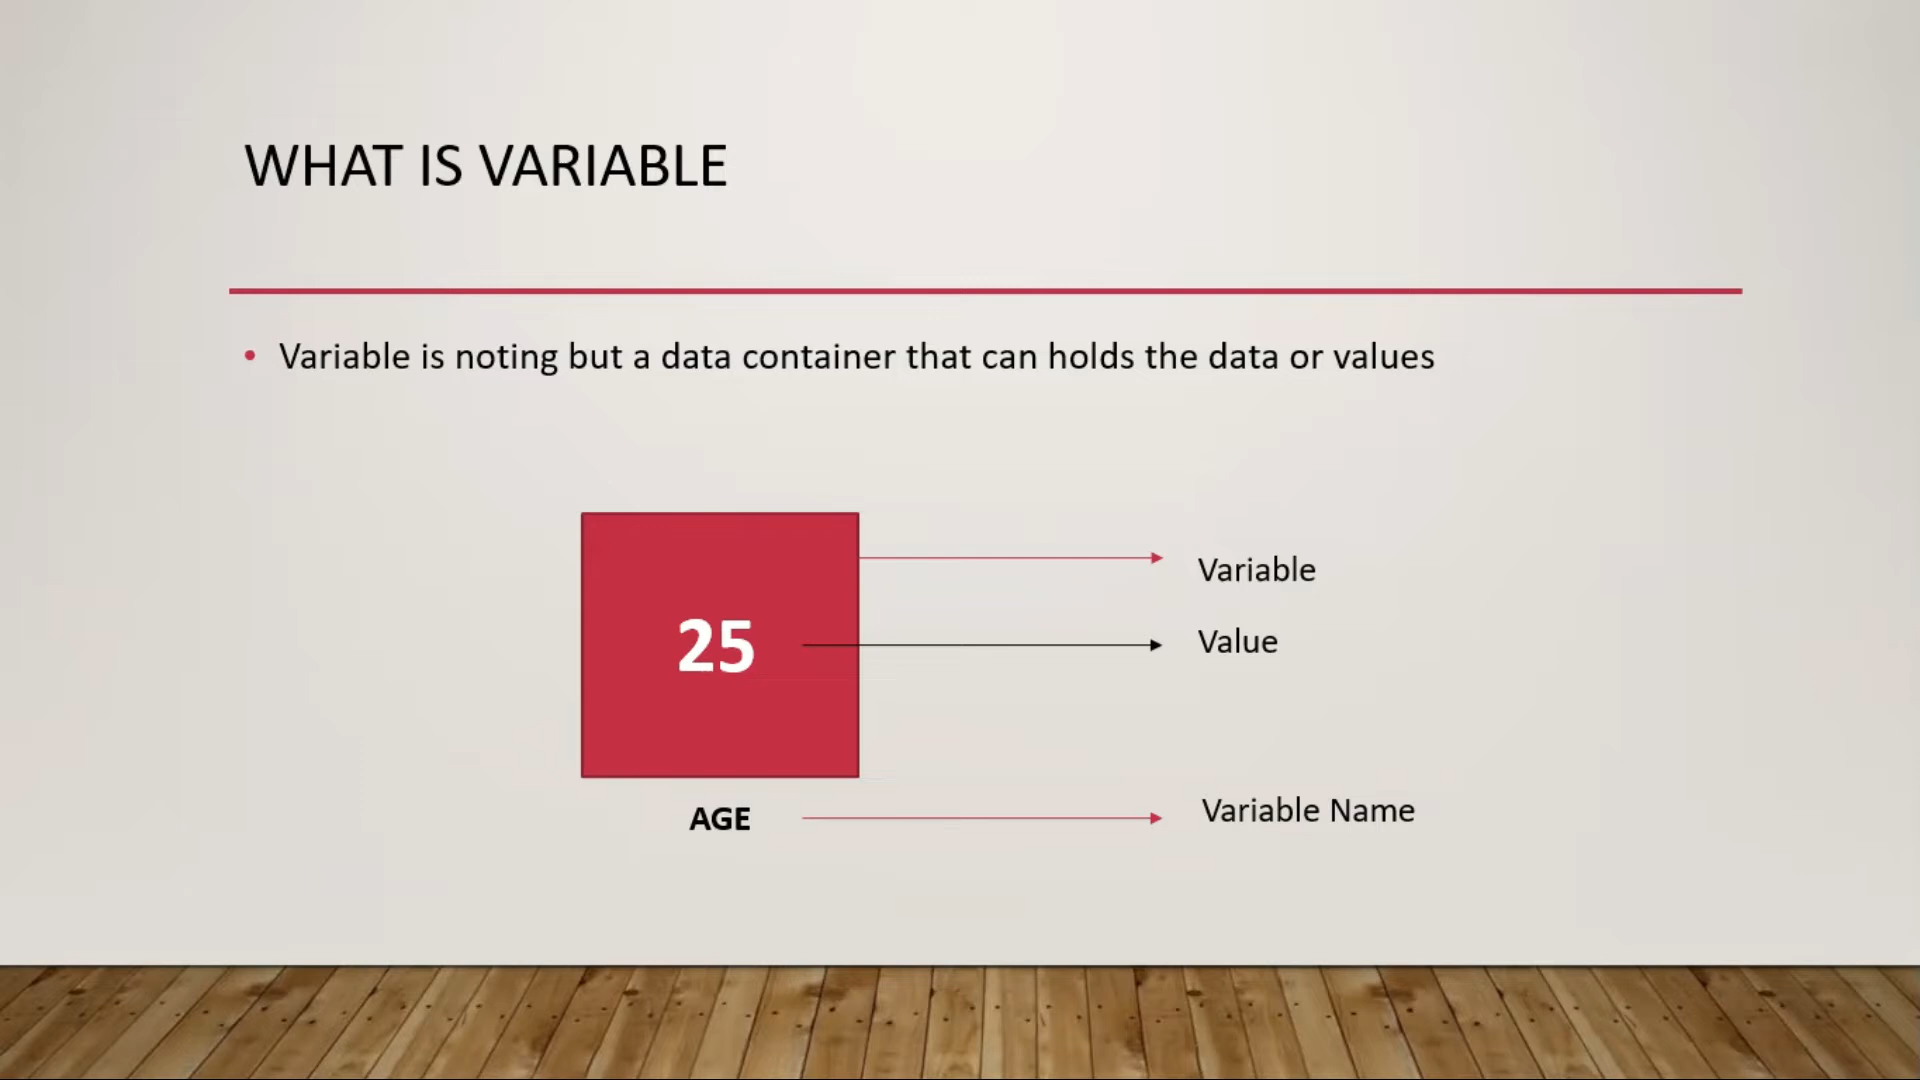 WHAT IS VARIABLE
• Variable is noting but a data container that can holds the data or values
Variable
25
Value
AGE
Variable Name